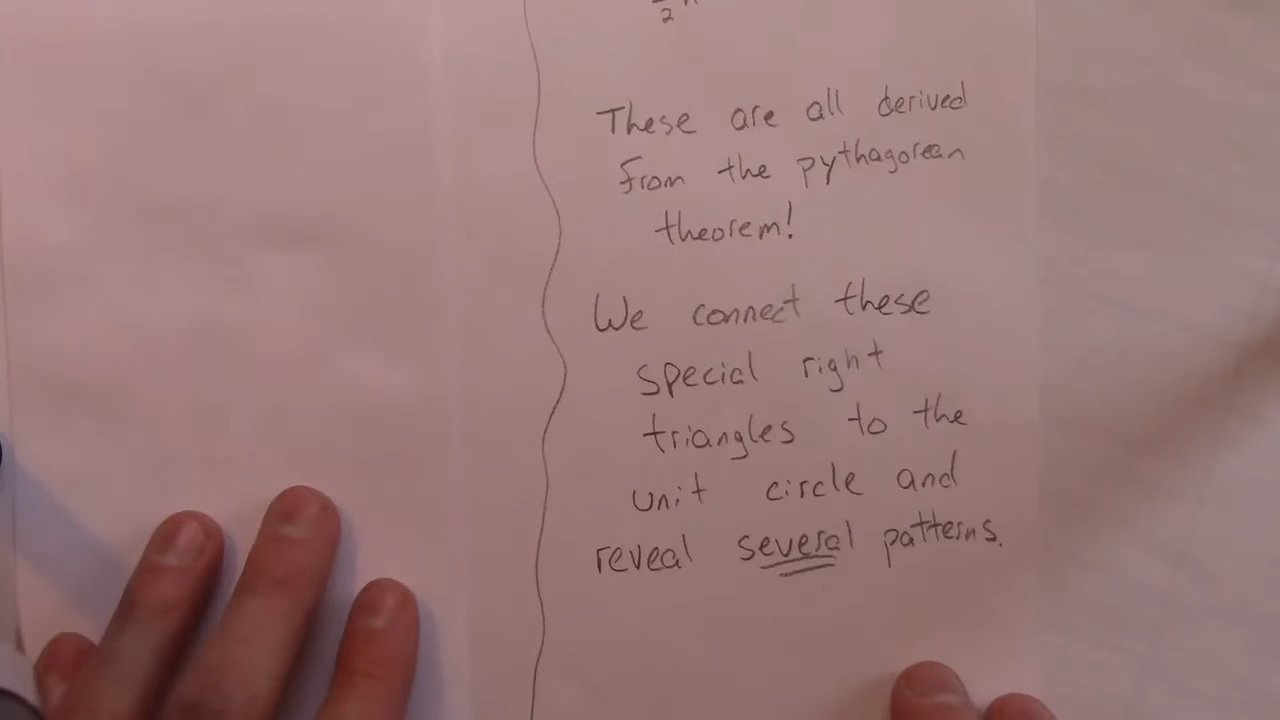 2
These are all derived
from the pythagorean
theorem!
We connect these
special right
triangles to the
unit circle and
reveal several patterns.